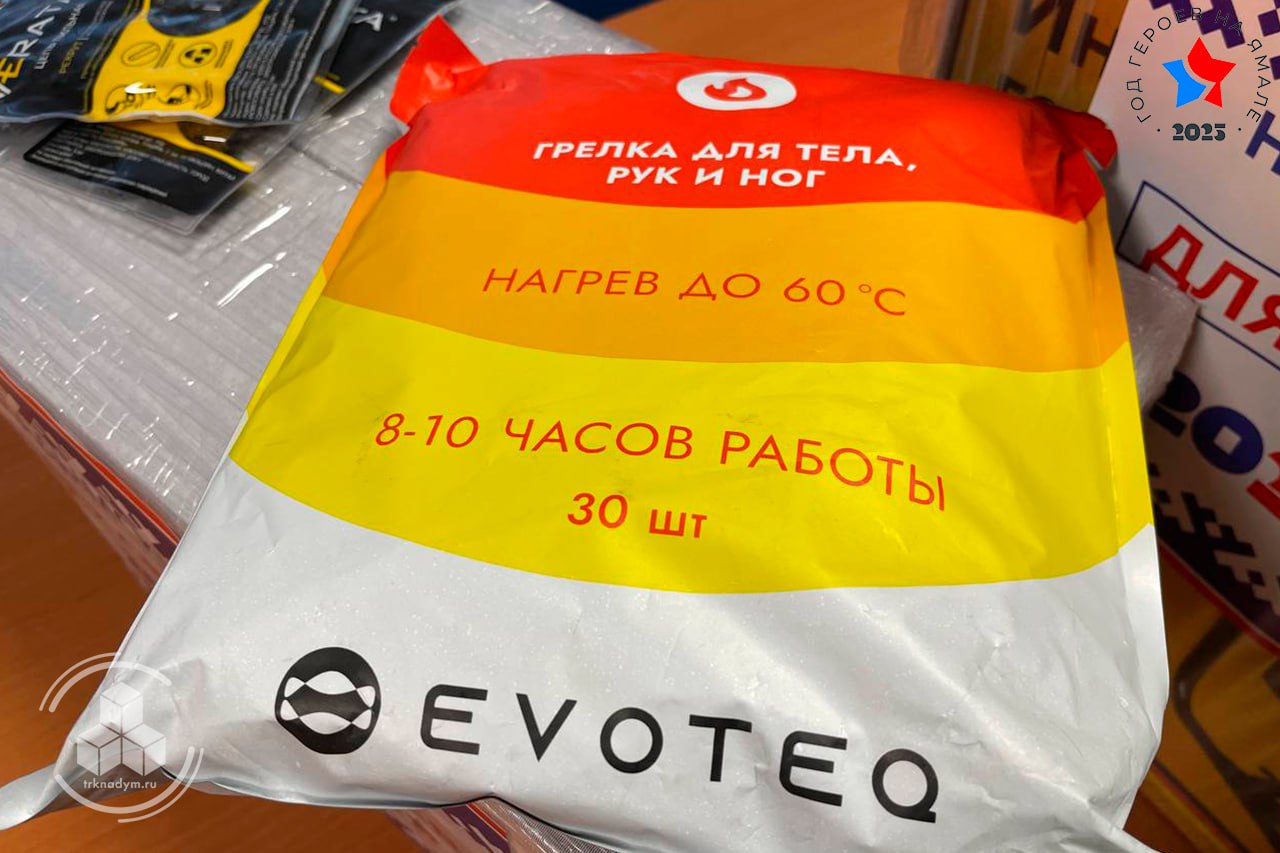 ГРЕЛКА ДЛЯ ТЕЛА,
РУК И НОГ
НАГРЕВ ДО 60 °С
8-10 ЧАСОВ РАБОТЫ
30 шт
EVOTEQ
ГОД ГЕРОЕВ НА ЯМАЛЕ
· 2025 ·
ДЛЯ
trknadym.ru